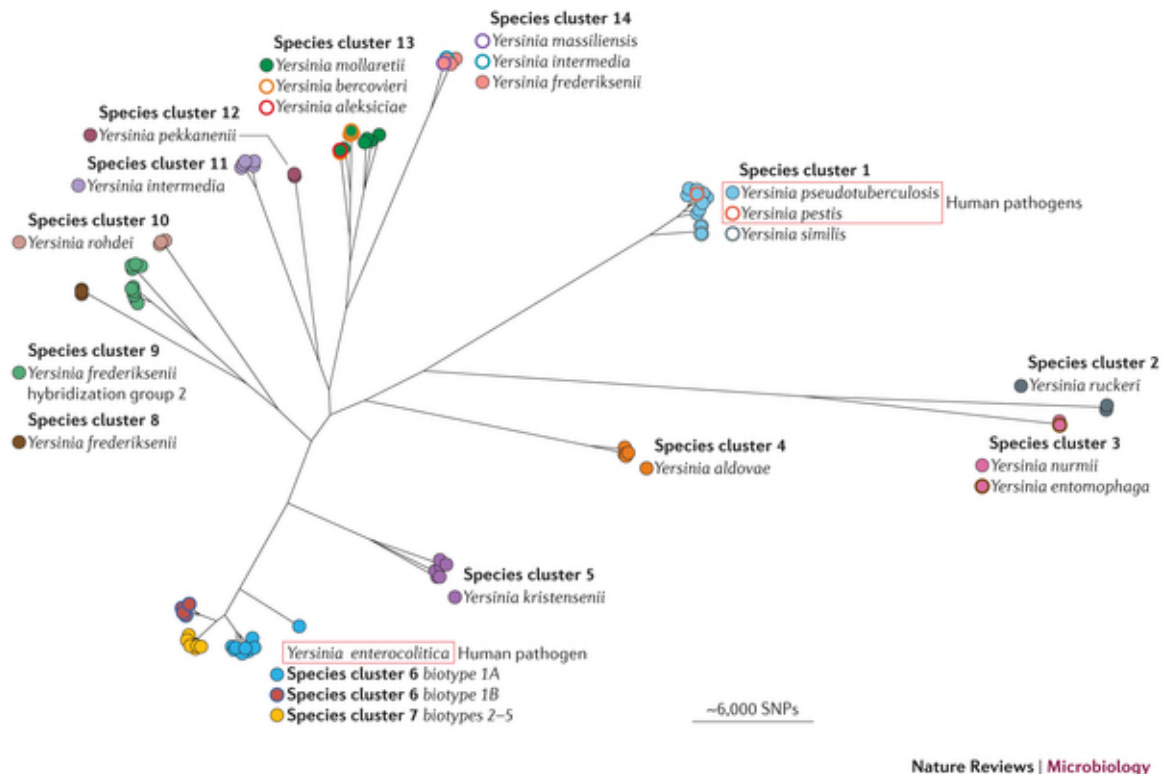 Species cluster 14
Yersinia massiliensis
Yersinia intermedia
Yersinia frederiksenii
Species cluster 13
Yersinia mollaretii
Yersinia bercovieri
Yersinia aleksiciae
Species cluster 12
Yersinia pekkanenii
Species cluster 11
Yersinia intermedia
Species cluster 1
Yersinia pseudotuberculosis
Yersinia pestis
Human pathogens
Yersinia similis
Species cluster 10
Yersinia rohdei
Species cluster 9
Yersinia frederiksenii
hybridization group 2
Species cluster 8
Yersinia frederiksenii
Species cluster 2
Yersinia ruckeri
Species cluster 3
Yersinia nurmii
Yersinia entomophaga
Species cluster 4
Yersinia aldovae
Species cluster 5
Yersinia kristensenii
Yersinia enterocolitica Human pathogen
Species cluster 6 biotype 1A
Species cluster 6 biotype 1B
Species cluster 7 biotypes 2–5
~6,000 SNPs
Nature Reviews | Microbiology